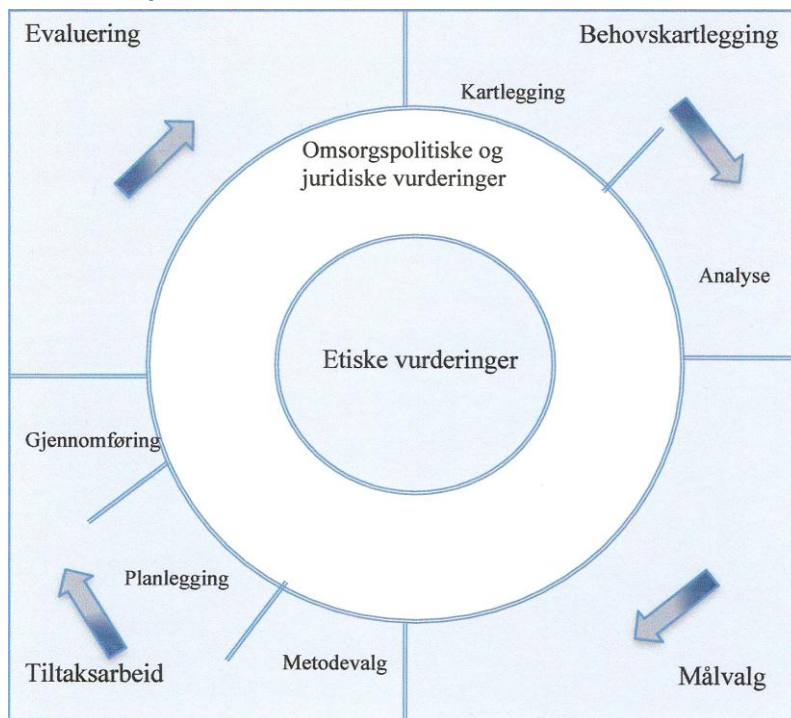 Evaluering
Behovskartlegging
Kartlegging
Omsorgspolitiske og
juridiske vurderinger
Analyse
Etiske vurderinger
Gjennomføring
Planlegging
Metodevalg
Tiltaksarbeid
Målvalg